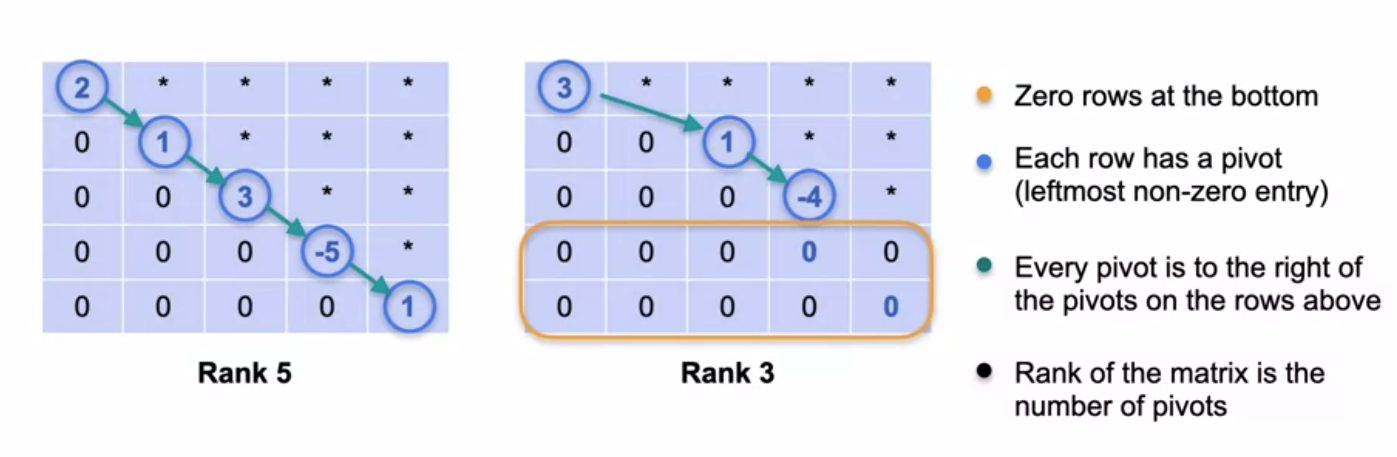 2 * * * *
0 1 * * *
0 0 3 * *
0 0 0 -5 *
0 0 0 0 1
Rank 5
3 * * * *
0 0 1 * *
0 0 0 -4 *
0 0 0 0 0
0 0 0 0 0
Rank 3
Zero rows at the bottom
Each row has a pivot
(leftmost non-zero entry)
Every pivot is to the right of
the pivots on the rows above
Rank of the matrix is the
number of pivots